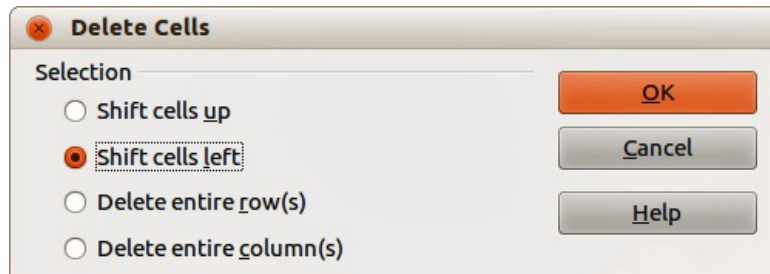 Delete Cells
Selection
Shift cells up
Shift cells left
Delete entire row(s)
Delete entire column(s)
OK
Cancel
Help